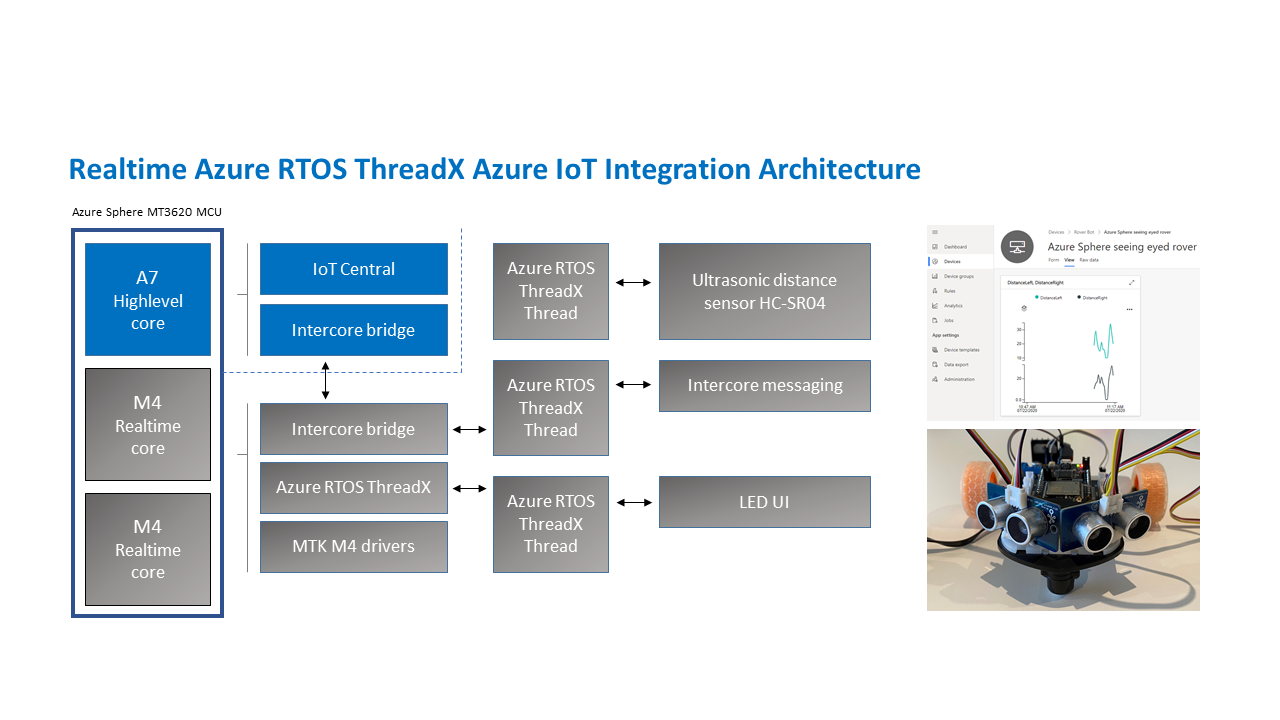 Realtime Azure RTOS ThreadX Azure IoT Integration Architecture
Azure Sphere MT3620 MCU
A7
Highlevel
core
M4
Realtime
core
M4
Realtime
core
IoT Central
Intercore bridge
Intercore bridge
Azure RTOS ThreadX
MTK M4 drivers
Azure RTOS
ThreadX
Thread
Azure RTOS
ThreadX
Thread
Azure RTOS
ThreadX
Thread
Ultrasonic distance
sensor HC-SR04
Intercore messaging
LED UI
Dashboard
Devices
Device groups
Rules
Analytics
Jobs
App settings
Device templates
Data export
Administration
Devices > Rover Bot > Azure Sphere seeing eyed rover
Azure Sphere seeing eyed rover
Form View Raw data
DistanceLeft, DistanceRight
DistanceLeft DistanceRight
30
20
10
20
0.0
10:47 AM 11:17 AM
07/22/2020 07/22/2020